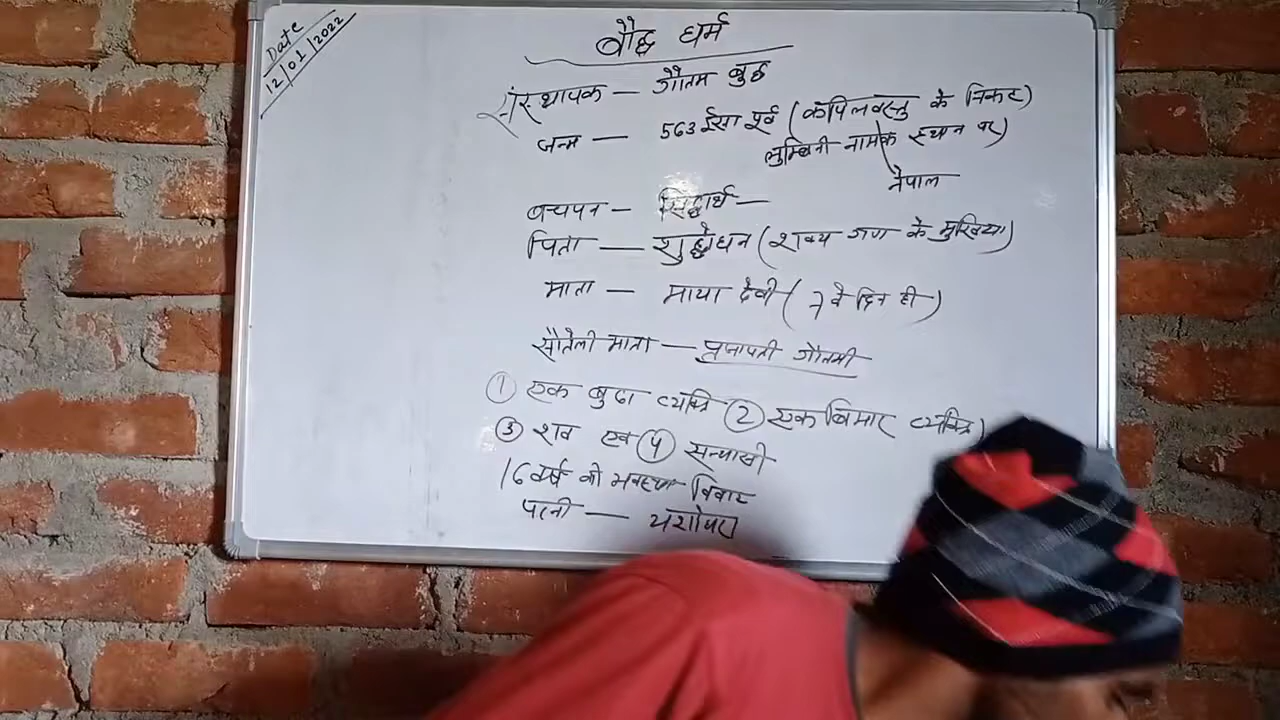 Date
12/01/2022
बौद्ध धर्म
संस्थापक — गौतम बुद्ध
जन्म — 563 ईसा पूर्व (कपिलवस्तु के निकट)
लुम्बिनी नामक स्थान पर)
नेपाल
बचपन — सिद्धार्थ —
पिता — शुद्धोधन (शाक्य गण के मुखिया)
माता — माया देवी (7 वे दिन ही)
सौतेली माता — प्रजापती गौतमी
① एक बुढा व्यक्ति ② एक बिमार व्यक्ति)
③ शव एवं ④ सन्यासी
16 वर्ष की अवस्था विवाह
पत्नी — यशोधरा